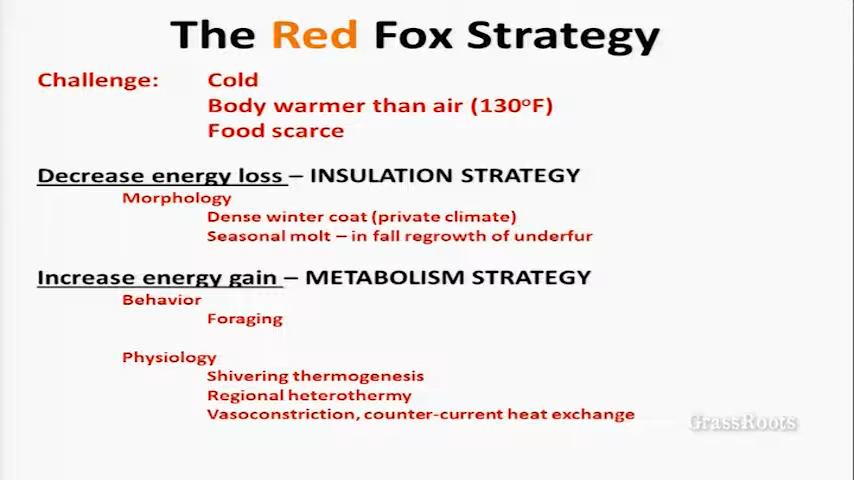 The Red Fox Strategy
Challenge: Cold
Body warmer than air (130°F)
Food scarce
Decrease energy loss – INSULATION STRATEGY
Morphology
Dense winter coat (private climate)
Seasonal molt – in fall regrowth of underfur
Increase energy gain – METABOLISM STRATEGY
Behavior
Foraging
Physiology
Shivering thermogenesis
Regional heterothermy
Vasoconstriction, counter-current heat exchange
GrassRoots